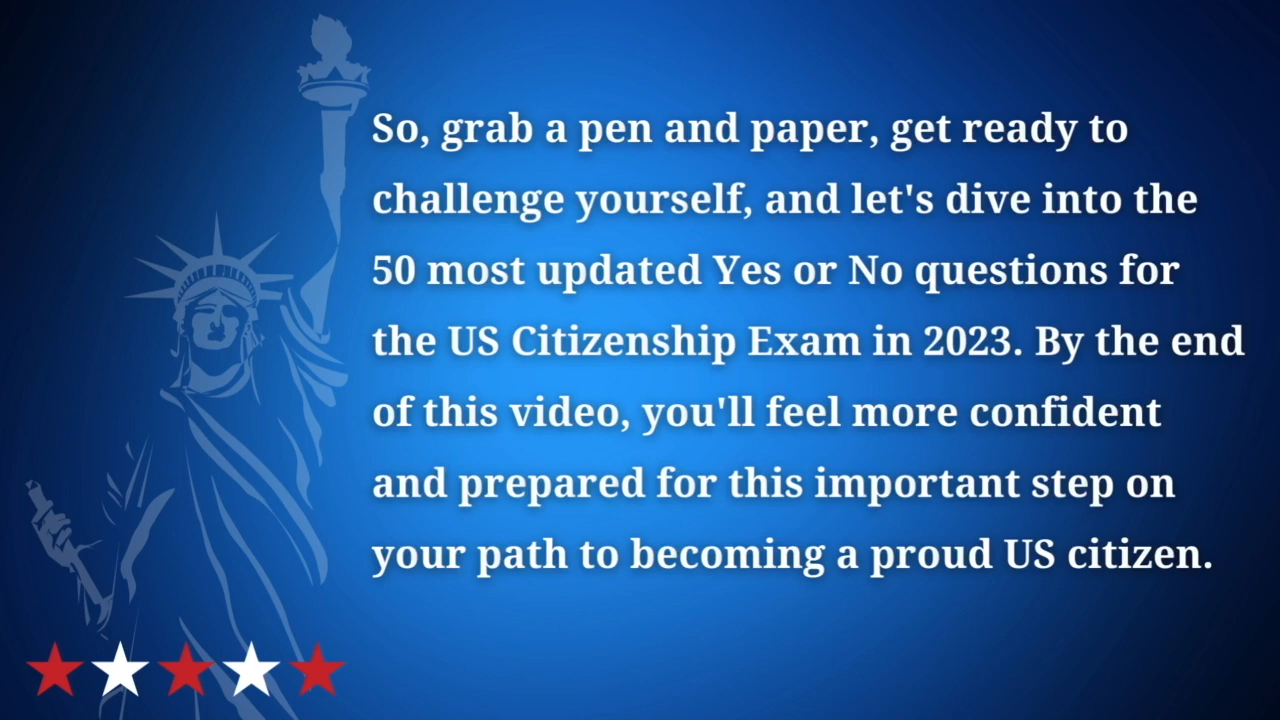 So, grab a pen and paper, get ready to
challenge yourself, and let's dive into the
50 most updated Yes or No questions for
the US Citizenship Exam in 2023. By the end
of this video, you'll feel more confident
and prepared for this important step on
your path to becoming a proud US citizen.